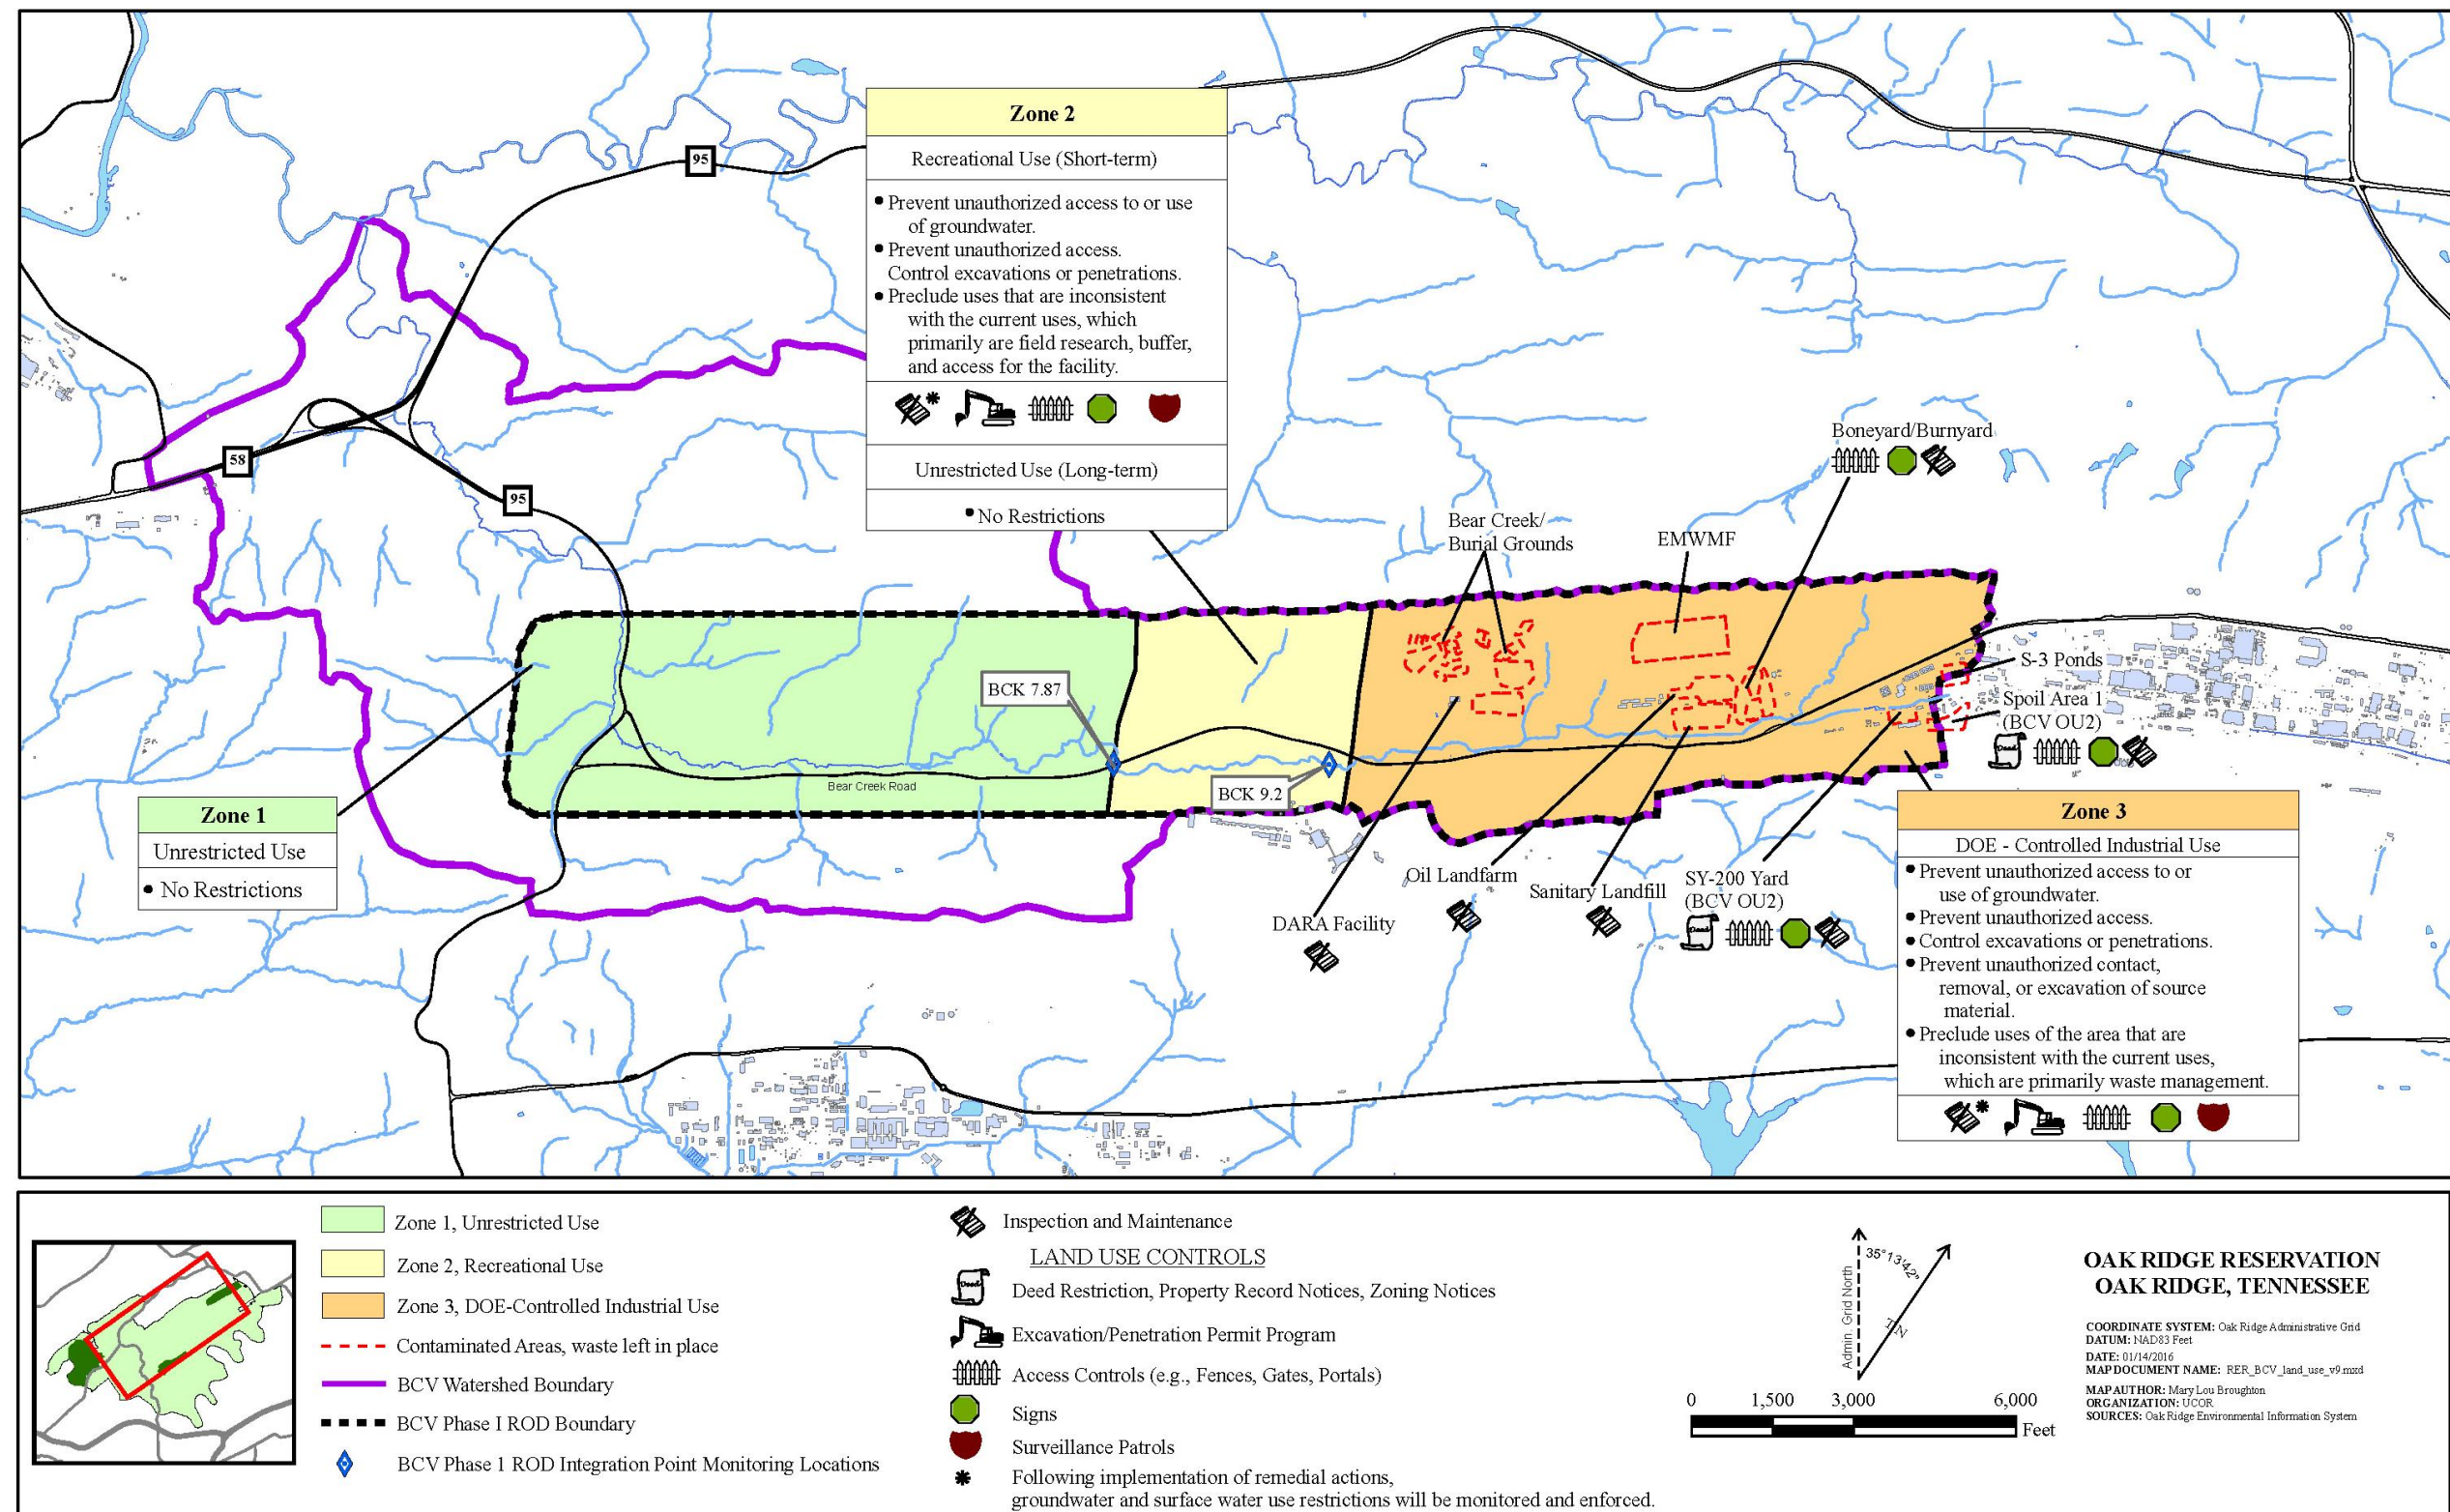 95
Zone 2
Recreational Use (Short-term)
• Prevent unauthorized access to or use
of groundwater.
• Prevent unauthorized access.
Control excavations or penetrations.
• Preclude uses that are inconsistent
with the current uses, which
primarily are field research, buffer,
and access for the facility.
Unrestricted Use (Long-term)
• No Restrictions
58
95
Boneyard/Burnyard
Bear Creek/
Burial Grounds
EMWMF
S-3 Ponds
Spoil Area 1
(BCV OU2)
Deed
BCK 7.87
BCK 9.2
Bear Creek Road
Zone 1
Unrestricted Use
• No Restrictions
Oil Landfarm
Sanitary Landfill
SY-200 Yard
(BCV OU2)
Deed
DARA Facility
Zone 3
DOE - Controlled Industrial Use
• Prevent unauthorized access to or
use of groundwater.
• Prevent unauthorized access.
• Control excavations or penetrations.
• Prevent unauthorized contact,
removal, or excavation of source
material.
• Preclude uses of the area that are
inconsistent with the current uses,
which are primarily waste management.
Zone 1, Unrestricted Use
Zone 2, Recreational Use
Zone 3, DOE-Controlled Industrial Use
Contaminated Areas, waste left in place
BCV Watershed Boundary
BCV Phase I ROD Boundary
BCV Phase 1 ROD Integration Point Monitoring Locations
Inspection and Maintenance
LAND USE CONTROLS
Deed
Deed Restriction, Property Record Notices, Zoning Notices
Excavation/Penetration Permit Program
Access Controls (e.g., Fences, Gates, Portals)
Signs
Surveillance Patrols
* Following implementation of remedial actions,
groundwater and surface water use restrictions will be monitored and enforced.
Admin. Grid North
35°13'42"
TN
0 1,500 3,000 6,000
Feet
OAK RIDGE RESERVATION
OAK RIDGE, TENNESSEE
COORDINATE SYSTEM: Oak Ridge Administrative Grid
DATUM: NAD83 Feet
DATE: 01/14/2016
MAP DOCUMENT NAME: RER_BCV_land_use_v9.mxd
MAP AUTHOR: Mary Lou Broughton
ORGANIZATION: UCOR
SOURCES: Oak Ridge Environmental Information System